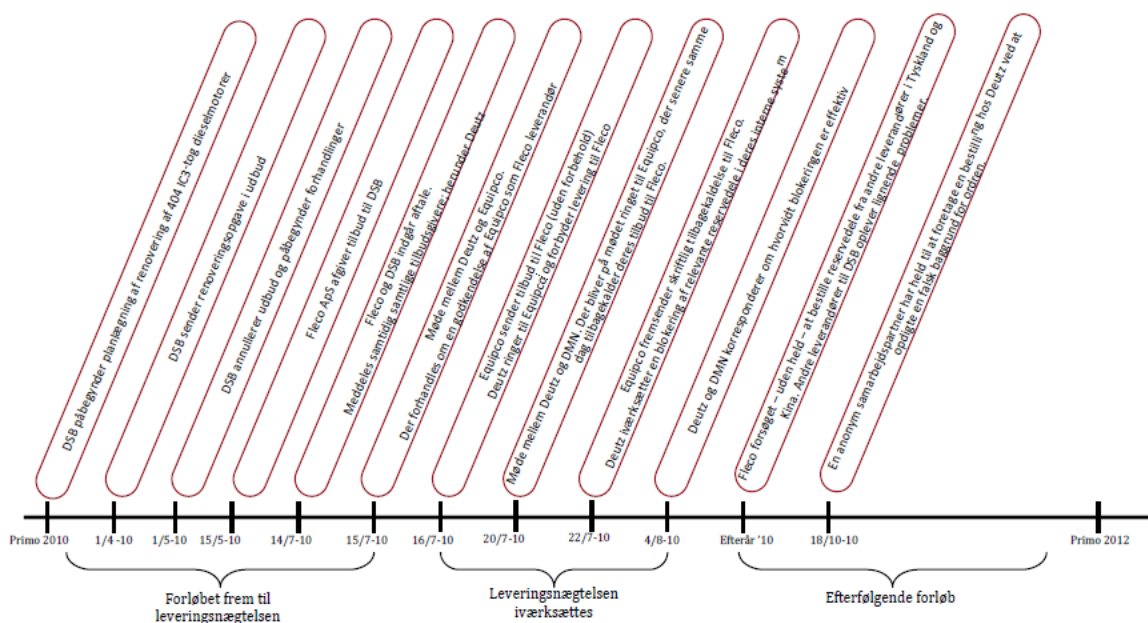 DSB påbegynder planlægning af renovering af 404 IC3-tog dieselmotorer
DSB sender renoveringsopgave i udbud
DSB annullerer udbud og påbegynder forhandlinger
Fleco ApS afgiver tilbud til DSB
Fleco og DSB indgår aftale.
Meddeles samtidig samtlige tilbudsgivere; herunder Deutz
Møde mellem Deutz og Equipco.
Der forhandles om en godkendelse af Equipco som Fleco leverandør
Equipco sender tilbud til Fleco (uden forbehold)
Deutz ringer til Equipco og forbyder levering til Fleco
Møde mellem Deutz og DMN. Der bliver på mødet ringet til Equipco, der senere samme
dag tilbagekalder deres tilbud til Fleco.
Equipco fremsender skriftlig tilbagekaldelse til Fleco.
Deutz iværksætter en blokering af relevante reservedele i deres interne system
Deutz og DMN korresponderer om hvorvidt blokeringen er effektiv
Fleco forsøget – uden held – at bestille reservedele fra andre leverandører i Tyskland og
Kina. Andre leverandører til DSB oplever lignende problemer.
En anonym samarbejdspartner har held til at foretage en bestilling hos Deutz ved at
opdigte en falsk baggrund for ordren.
Primo 2010
1/4 -10
1/5-10
15/5-10
14/7-10
15/7-10
16/7-10
20/7-10
22/7-10
4/8-10
Efterår '10
18/10-10
Primo 2012
Forløbet frem til
leveringsnægtelsen
Leveringsnægtelsen
iværksættes
Efterfølgende forløb